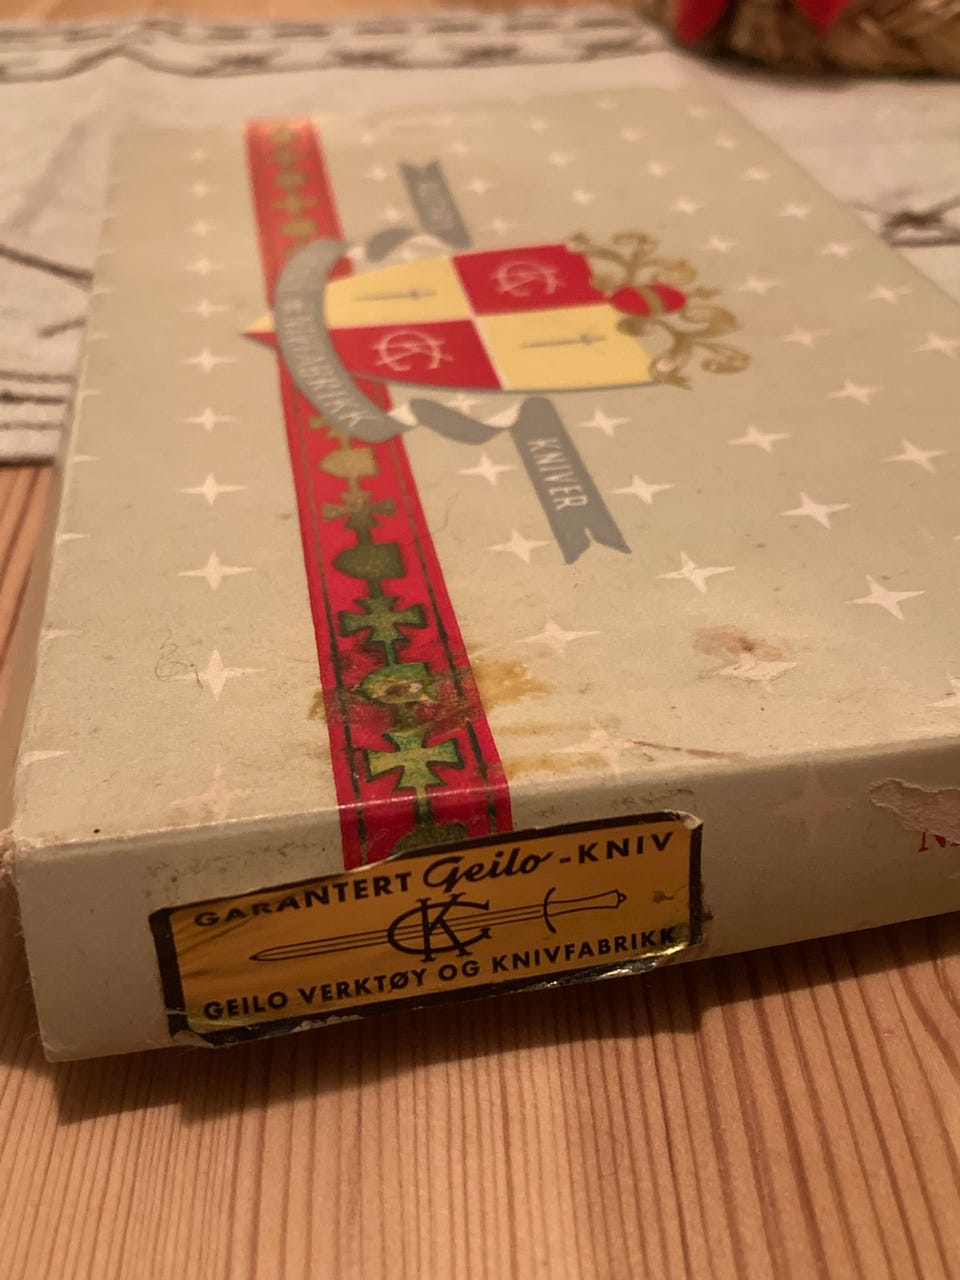 KNIVFABRIKK
KNIVER
GARANTERT Geilo-KNIV
GEILO VERKTØY OG KNIVFABRIKK